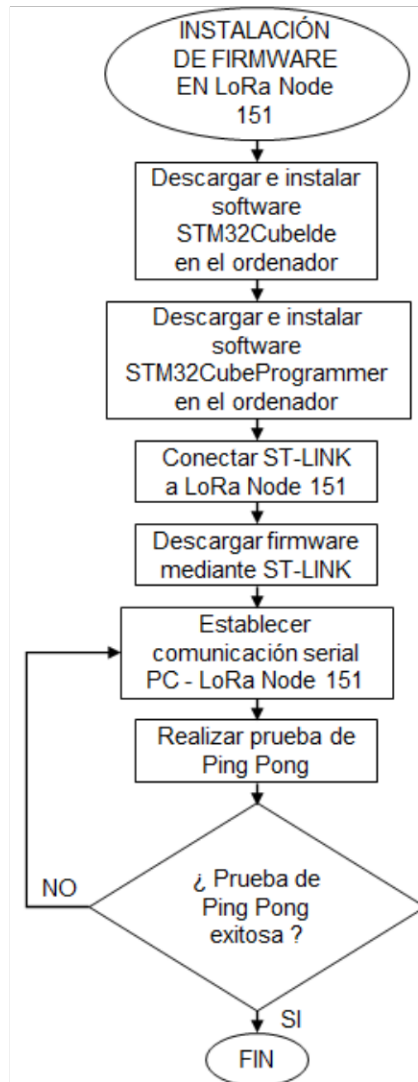 INSTALACIÓN
DE FIRMWARE
EN LoRa Node
151
Descargar e instalar
software
STM32CubeIde
en el ordenador
Descargar e instalar
software
STM32CubeProgrammer
en el ordenador
Conectar ST-LINK
a LoRa Node 151
Descargar firmware
mediante ST-LINK
Establecer
comunicación serial
PC - LoRa Node 151
Realizar prueba de
Ping Pong
¿ Prueba de
Ping Pong
exitosa ?
NO
SI
FIN